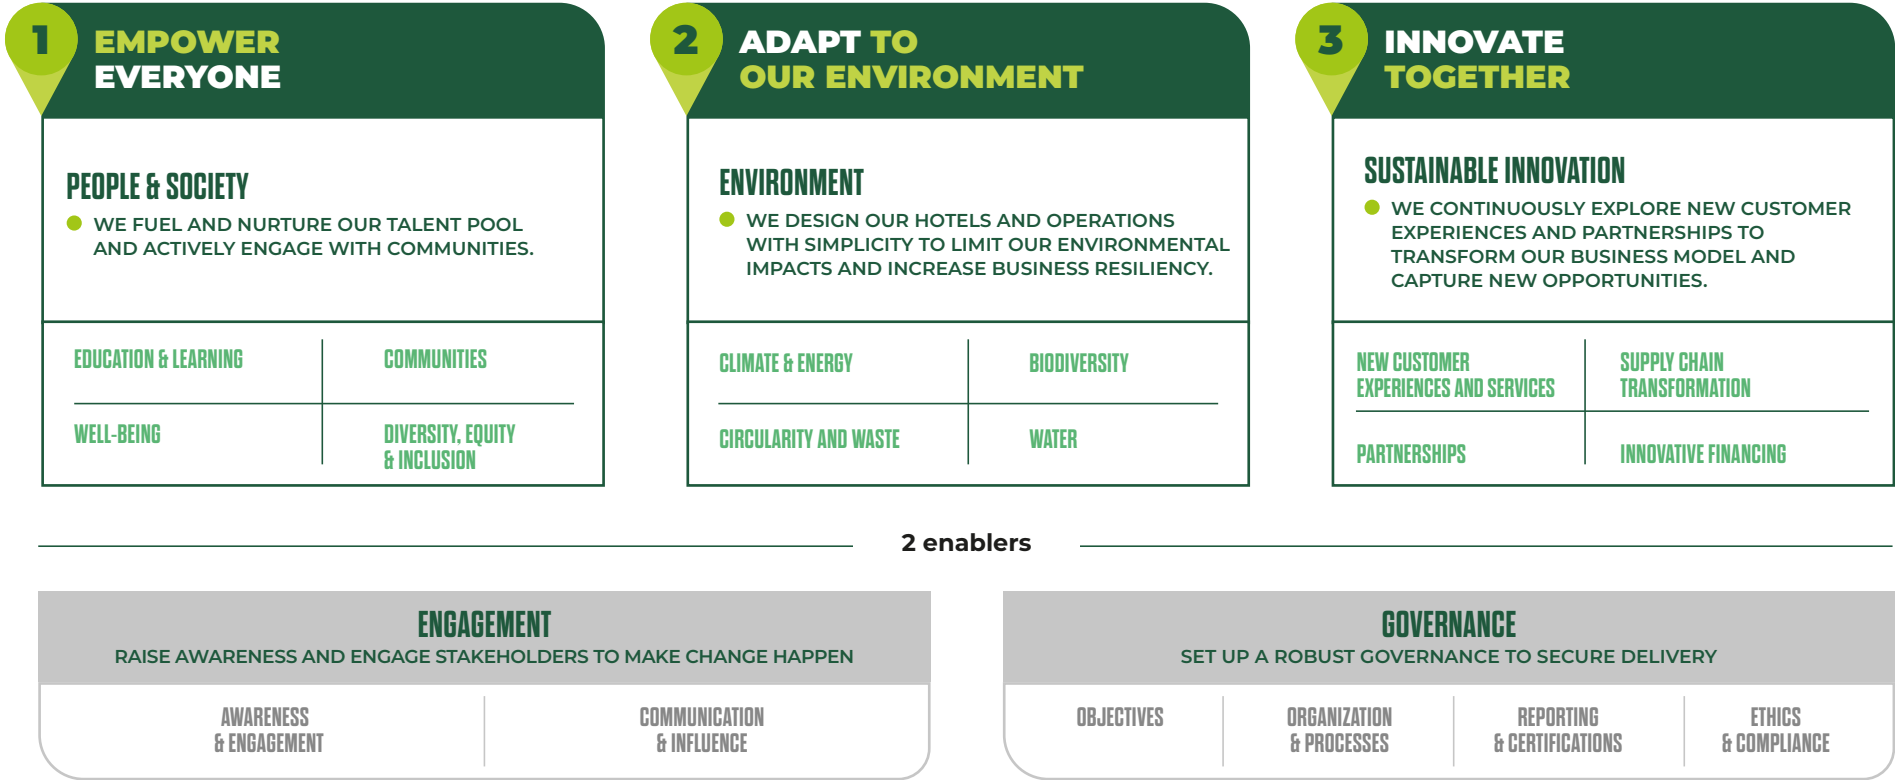 1
EMPOWER
EVERYONE
PEOPLE & SOCIETY
WE FUEL AND NURTURE OUR TALENT POOL
AND ACTIVELY ENGAGE WITH COMMUNITIES.
EDUCATION & LEARNING
COMMUNITIES
WELL-BEING
DIVERSITY, EQUITY
& INCLUSION
2
ADAPT TO
OUR ENVIRONMENT
ENVIRONMENT
WE DESIGN OUR HOTELS AND OPERATIONS
WITH SIMPLICITY TO LIMIT OUR ENVIRONMENTAL
IMPACTS AND INCREASE BUSINESS RESILIENCY.
CLIMATE & ENERGY
BIODIVERSITY
CIRCULARITY AND WASTE
WATER
3
INNOVATE
TOGETHER
SUSTAINABLE INNOVATION
WE CONTINUOUSLY EXPLORE NEW CUSTOMER
EXPERIENCES AND PARTNERSHIPS TO
TRANSFORM OUR BUSINESS MODEL AND
CAPTURE NEW OPPORTUNITIES.
NEW CUSTOMER
EXPERIENCES AND SERVICES
SUPPLY CHAIN
TRANSFORMATION
PARTNERSHIPS
INNOVATIVE FINANCING
2 enablers
ENGAGEMENT
RAISE AWARENESS AND ENGAGE STAKEHOLDERS TO MAKE CHANGE HAPPEN
AWARENESS
& ENGAGEMENT
COMMUNICATION
& INFLUENCE
GOVERNANCE
SET UP A ROBUST GOVERNANCE TO SECURE DELIVERY
OBJECTIVES
ORGANIZATION
& PROCESSES
REPORTING
& CERTIFICATIONS
ETHICS
& COMPLIANCE